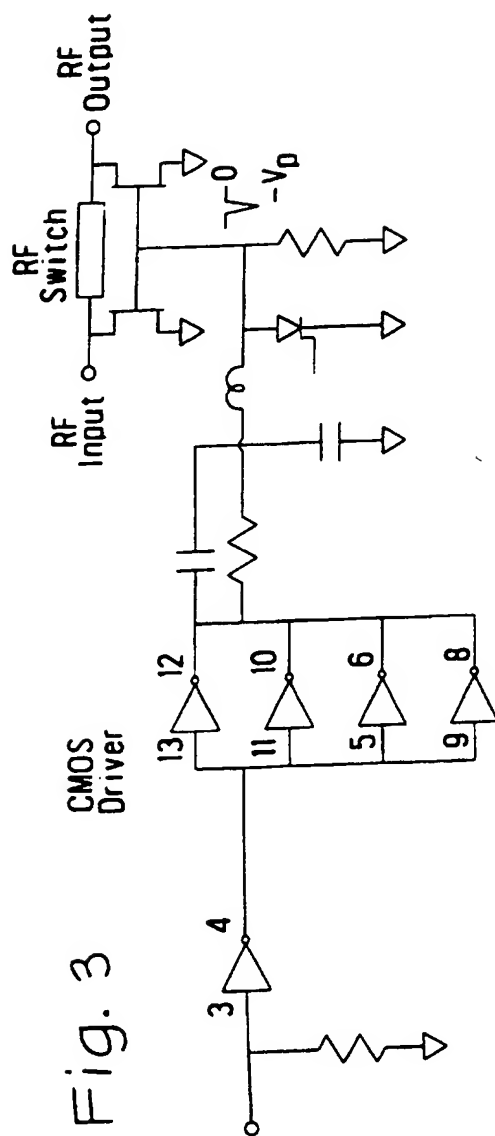 Fig. 3
3
4
CMOS
Driver
13
12
11
10
5
6
9
8
RF
Input
RF
Switch
RF
Output
0
-Vp